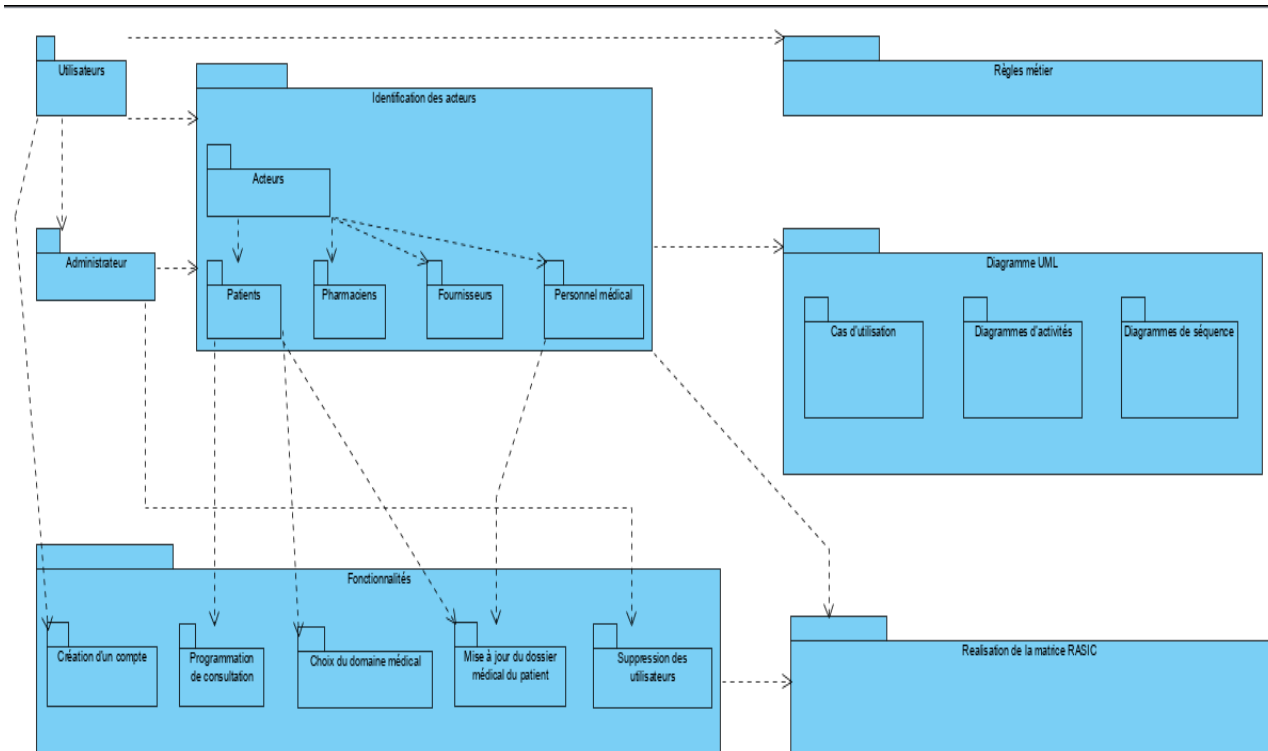 Utilisateurs
Règles métier
Identification des acteurs
Acteurs
Administrateur
Diagramme UML
Patients
Pharmaciens
Fournisseurs
Personnel médical
Cas d'utilisation
Diagrammes d'activités
Diagrammes de séquence
Fonctionnalités
Création d'un compte
Programmation
de consultation
Choix du domaine médical
Mise à jour du dossier
médical du patient
Suppression des
utilisateurs
Realisation de la matrice RASIC